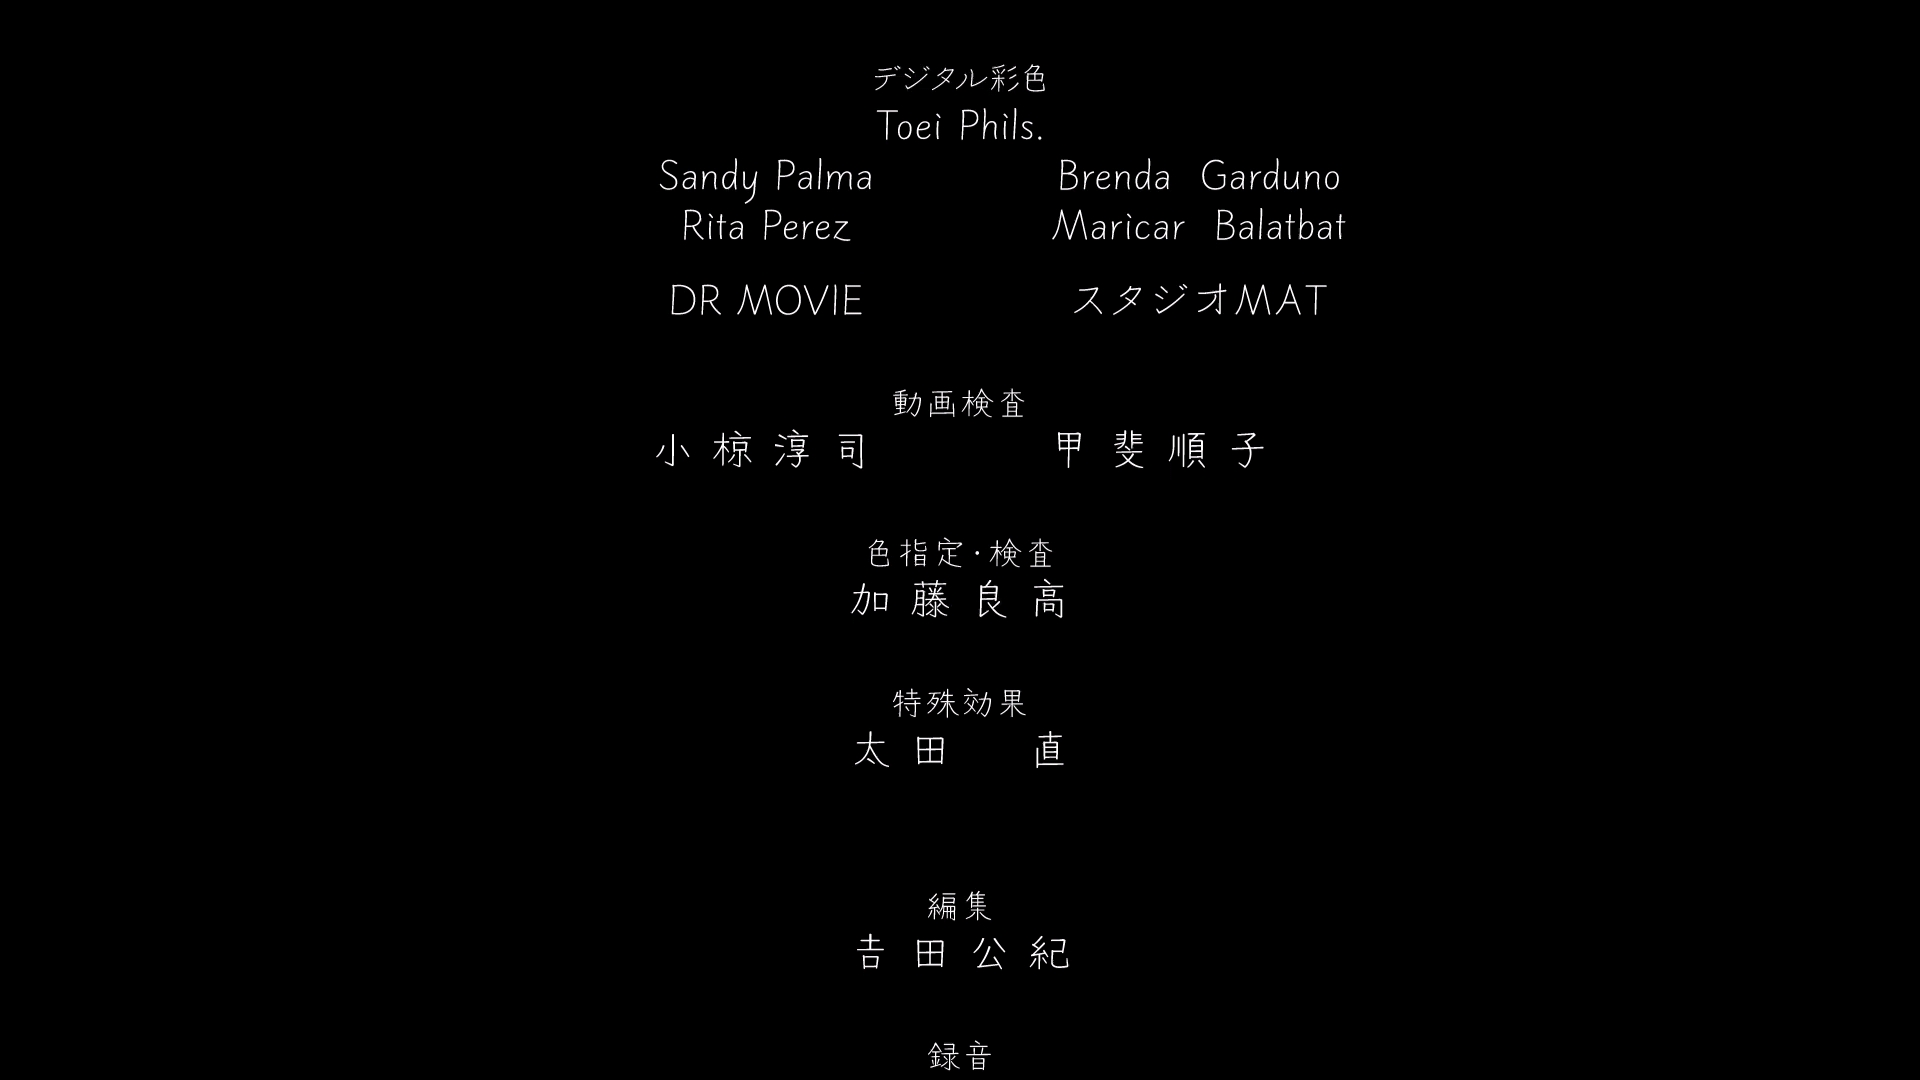 デジタル彩色
Toei Phils.
Sandy Palma Brenda Garduno
Rita Perez Maricar Balatbat
DR MOVIE スタジオMAT
動画検査
小椋淳司 甲斐順子
色指定・検査
加藤良高
特殊効果
太田 直
編集
𠮷田公紀
録音